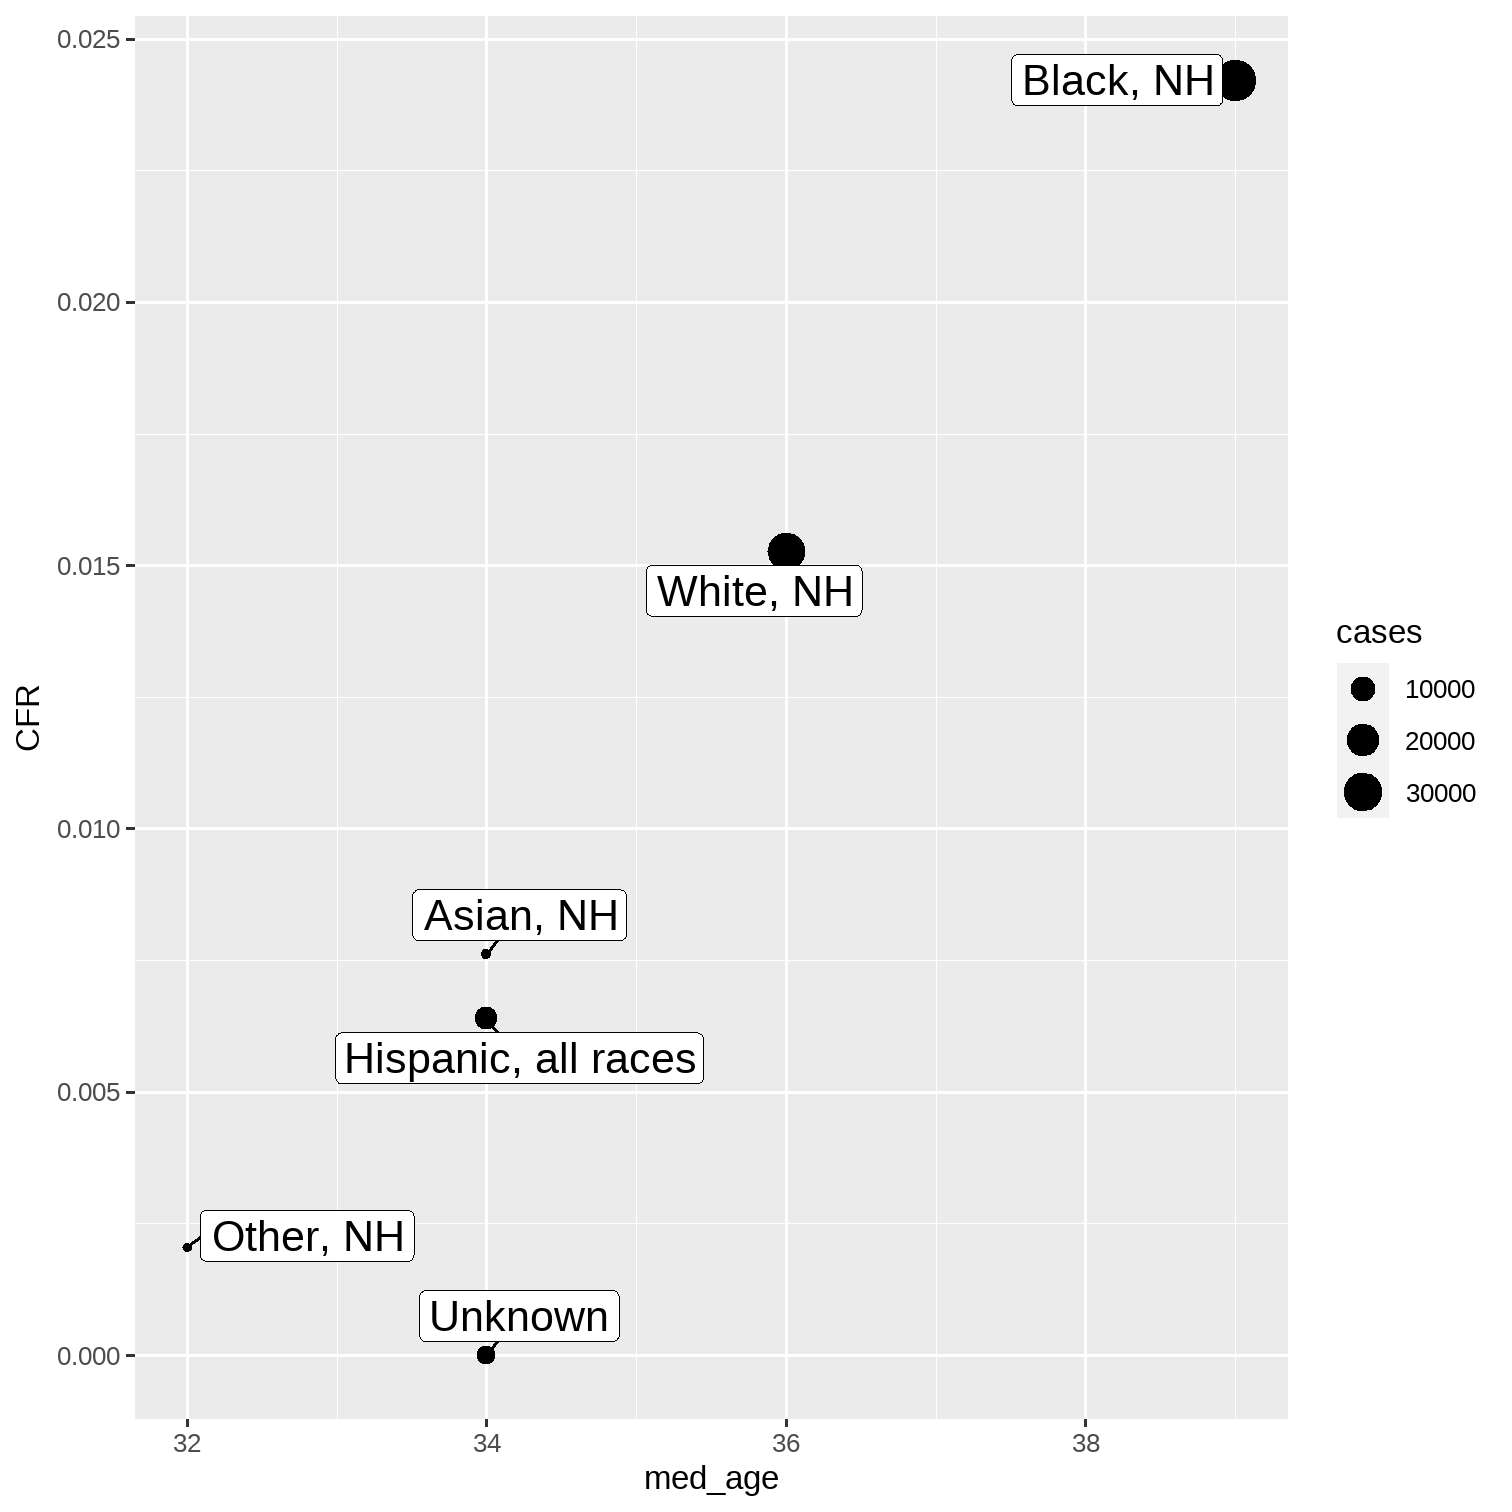 0.025
Black, NH
0.020
0.015
White, NH
cases
10000
20000
30000
CFR
0.010
Asian, NH
Hispanic, all races
0.005
Other, NH
Unknown
0.000
32 34 36 38
med_age